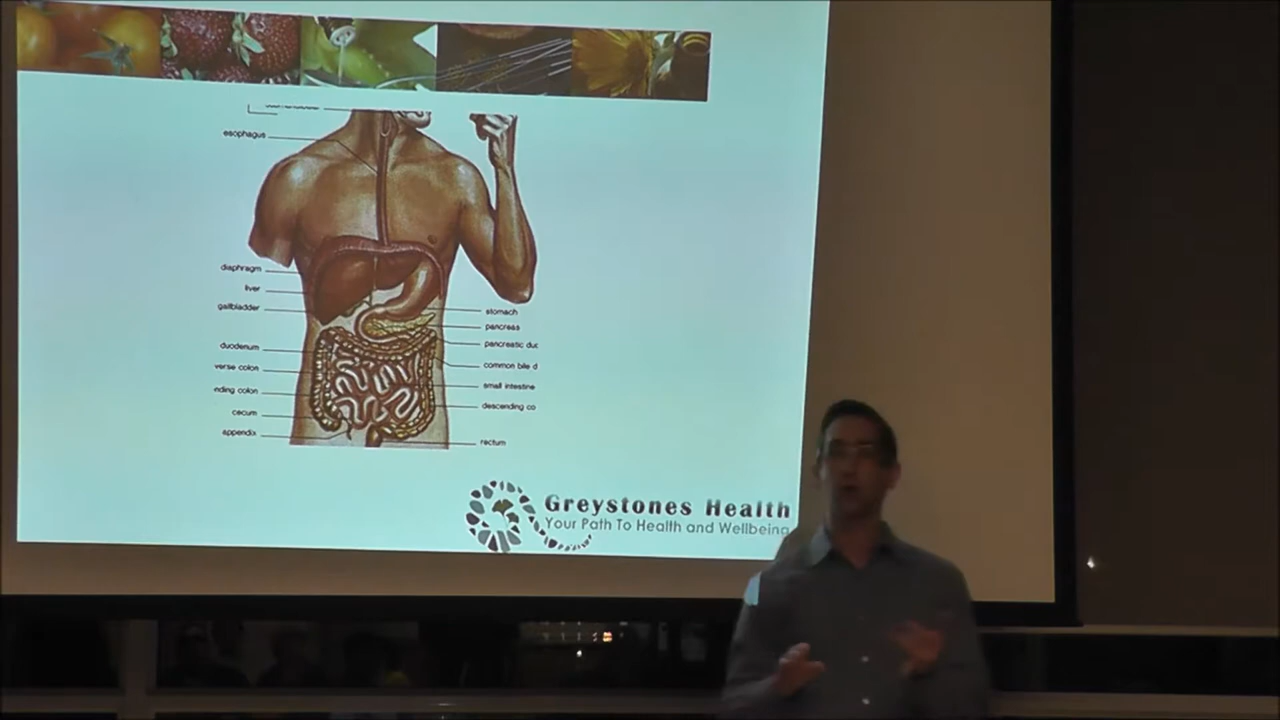 esophagus
diaphragm
liver
gallbladder
duodenum
verse colon
nding colon
cecum
appendix
stomach
pancreas
pancreatic duc
common bile d
small intestine
descending co
rectum
Greystones Health
Your Path To Health and Wellbeing